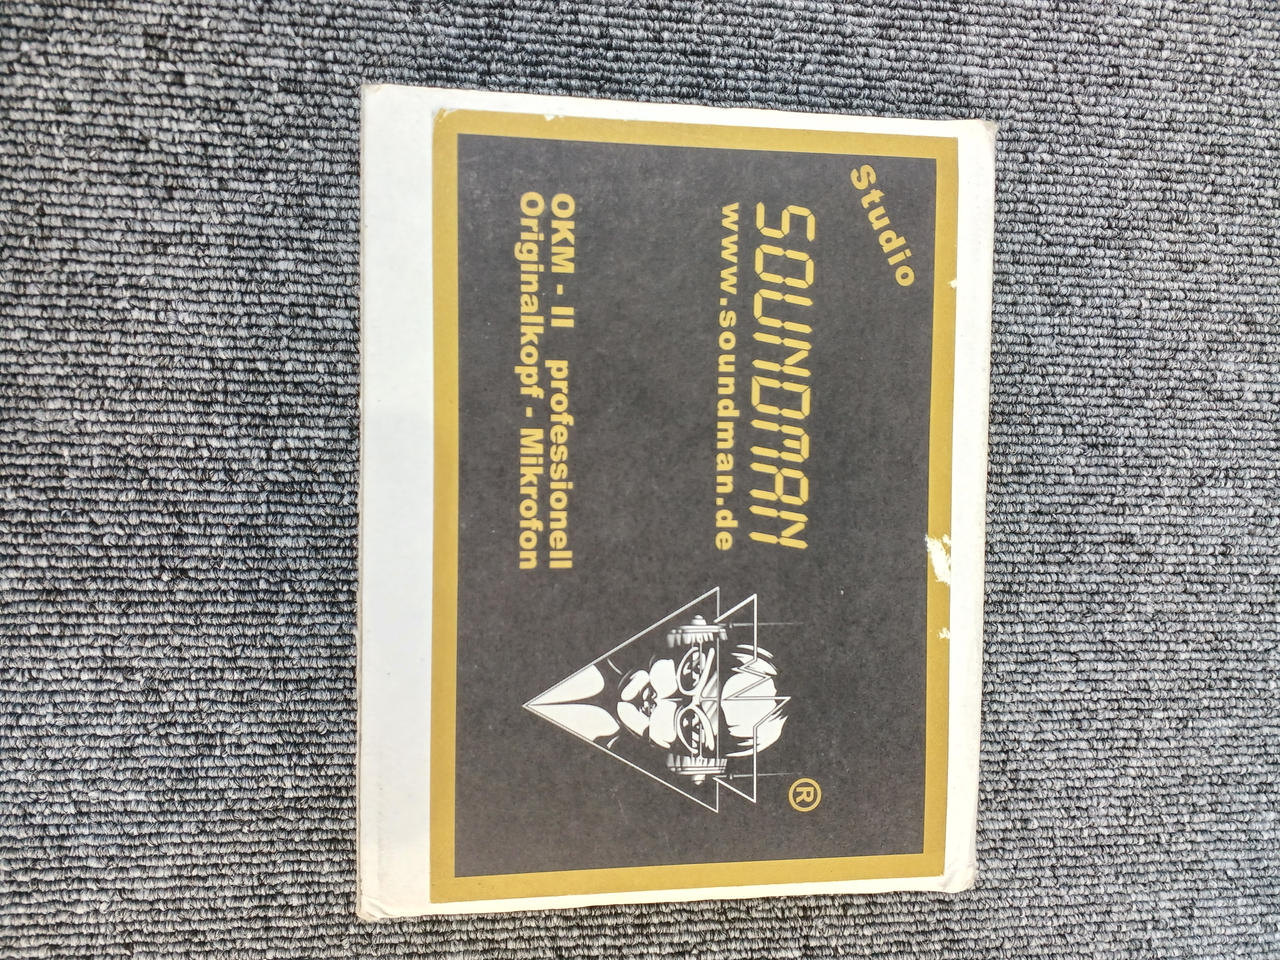 Studio
SOUNDMAN
www.soundman.de
®
OKM - II professionell
Originalkopf - Mikrofon